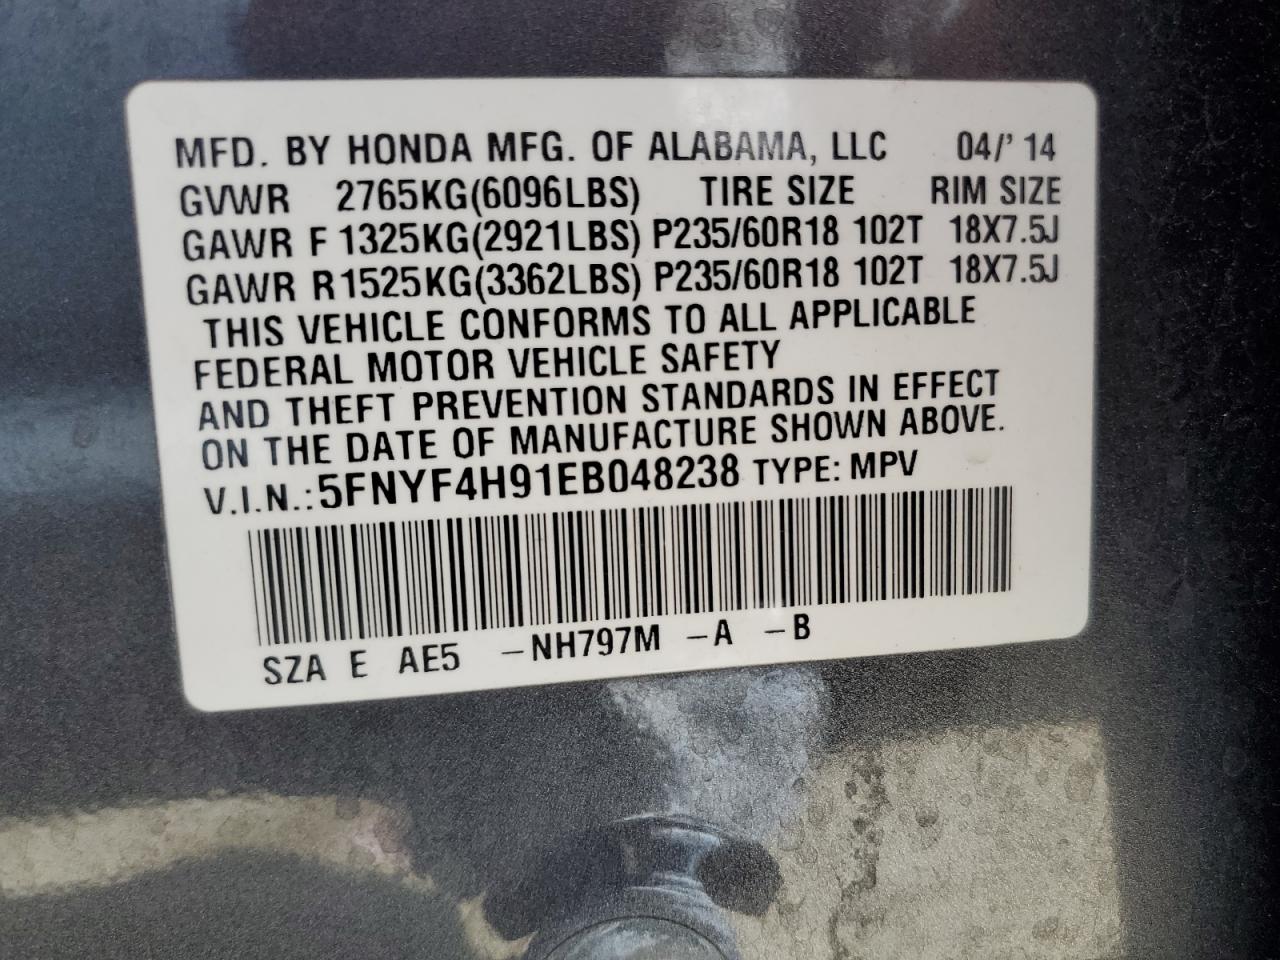 MFD. BY HONDA MFG. OF ALABAMA, LLC 04/' 14
GVWR 2765KG(6096LBS) TIRE SIZE RIM SIZE
GAWR F 1325KG(2921LBS) P235/60R18 102T 18X7.5J
GAWR R 1525KG(3362LBS) P235/60R18 102T 18X7.5J
THIS VEHICLE CONFORMS TO ALL APPLICABLE
FEDERAL MOTOR VEHICLE SAFETY
AND THEFT PREVENTION STANDARDS IN EFFECT
ON THE DATE OF MANUFACTURE SHOWN ABOVE.
V.I.N.: 5FNYF4H91EB048238 TYPE: MPV
SZA E AE5 -NH797M -A -B